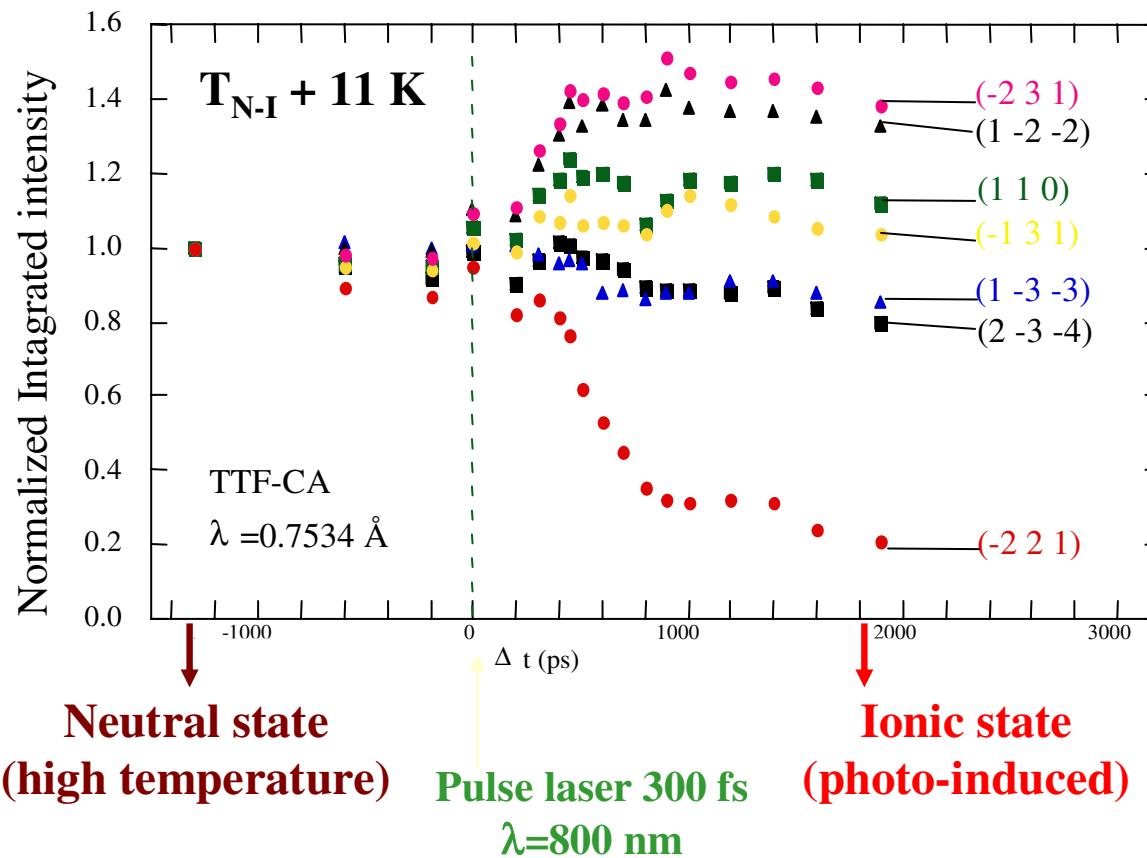 Normalized Intagrated intensity
1.6
1.4
1.2
1.0
0.8
0.6
0.4
0.2
0.0
T_{N-I} + 11 K
(-2 3 1)
(1 -2 -2)
(1 1 0)
(-1 3 1)
(1 -3 -3)
(2 -3 -4)
(-2 2 1)
TTF-CA
λ =0.7534 Å
-1000
0
1000
2000
3000
Δ t (ps)
Neutral state
(high temperature)
Pulse laser 300 fs
λ=800 nm
Ionic state
(photo-induced)